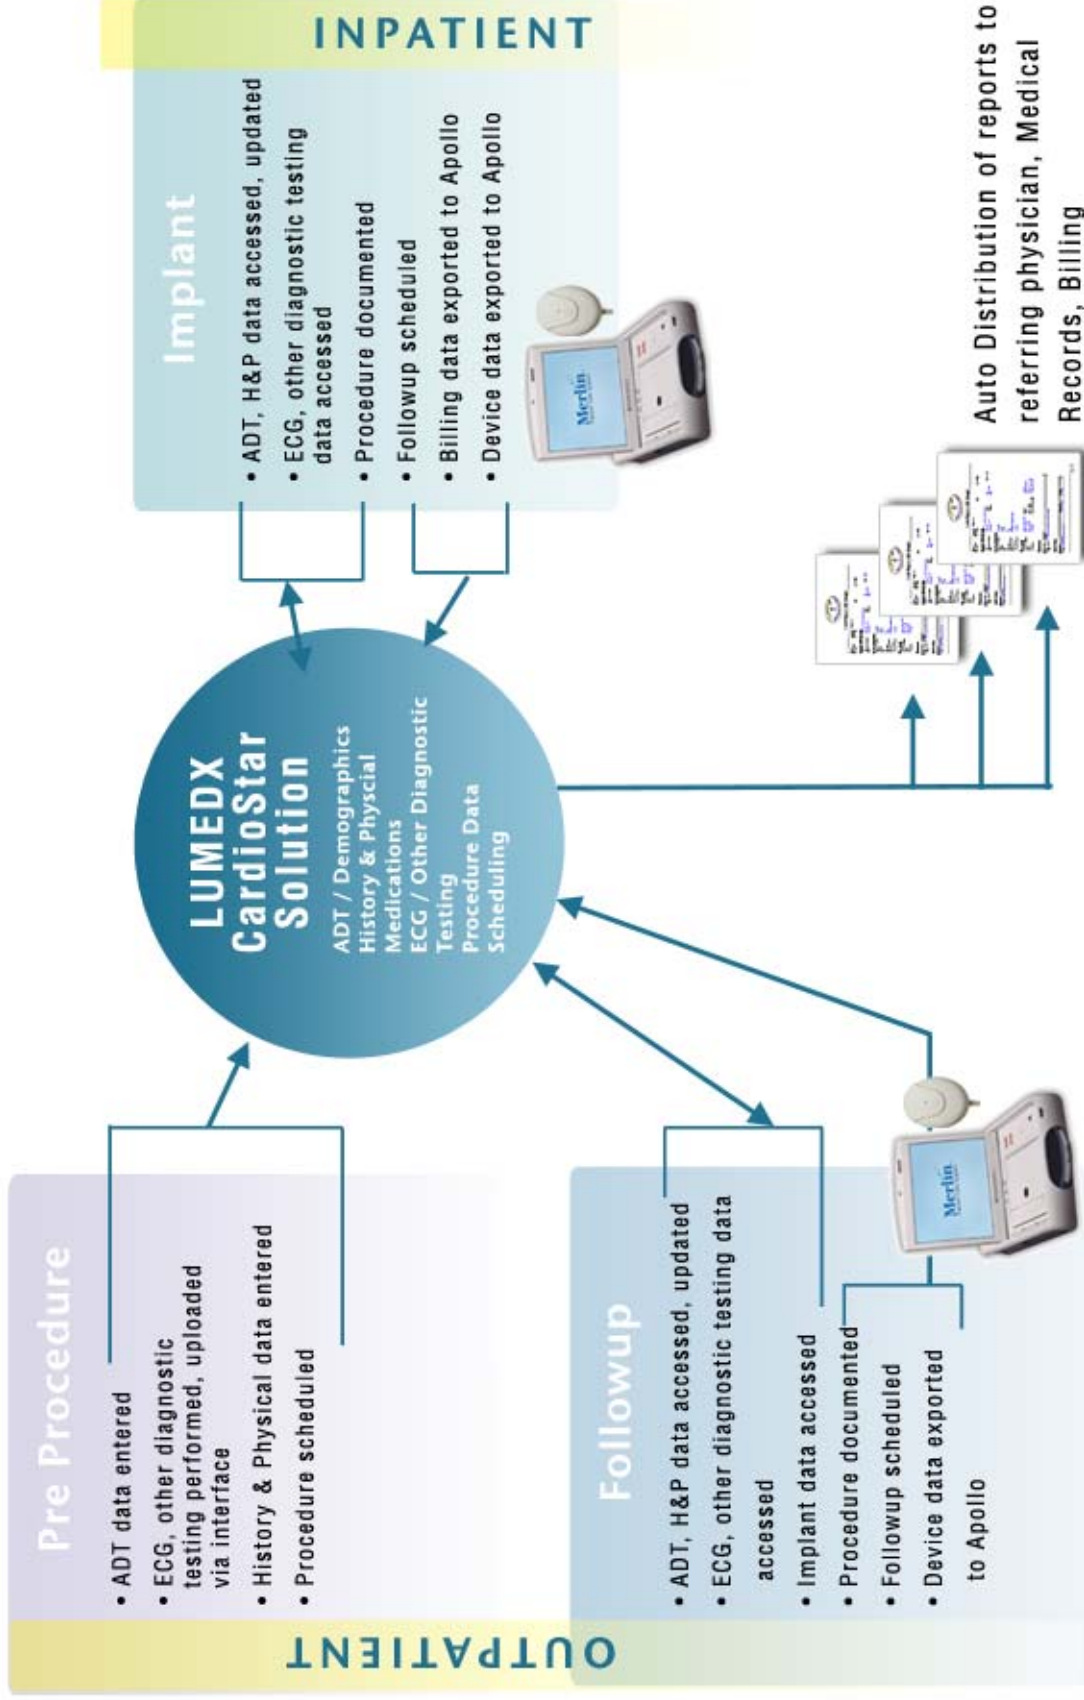 OUTPATIENT
Pre Procedure
• ADT data entered
• ECG, other diagnostic
testing performed, uploaded
via interface
• History & Physical data entered
• Procedure scheduled
Followup
• ADT, H&P data accessed, updated
• ECG, other diagnostic testing data
accessed
• Implant data accessed
• Procedure documented
• Followup scheduled
• Device data exported
to Apollo
Merlin
LUMEDX
CardioStar
Solution
ADT / Demographics
History & Physcial
Medications
ECG / Other Diagnostic
Testing
Procedure Data
Scheduling
INPATIENT
Implant
• ADT, H&P data accessed, updated
• ECG, other diagnostic testing
data accessed
• Procedure documented
• Followup scheduled
• Billing data exported to Apollo
• Device data exported to Apollo
Merlin
Auto Distribution of reports to
referring physician, Medical
Records, Billing